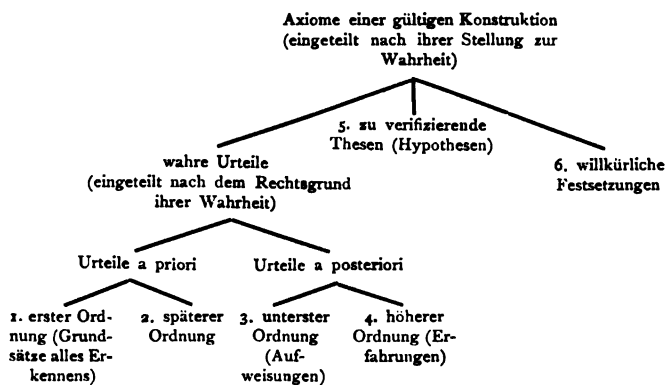 Axiome einer gültigen Konstruktion
(eingeteilt nach ihrer Stellung zur
Wahrheit)
5. zu verifizierende
Thesen (Hypothesen)
wahre Urteile
(eingeteilt nach dem Rechtsgrund
ihrer Wahrheit)
6. willkürliche
Festsetzungen
Urteile a priori
Urteile a posteriori
1. erster Ord-
nung (Grund-
sätze alles Er-
kennens)
2. späterer
Ordnung
3. unterster
Ordnung
(Auf-
weisungen)
4. höherer
Ordnung (Er-
fahrungen)